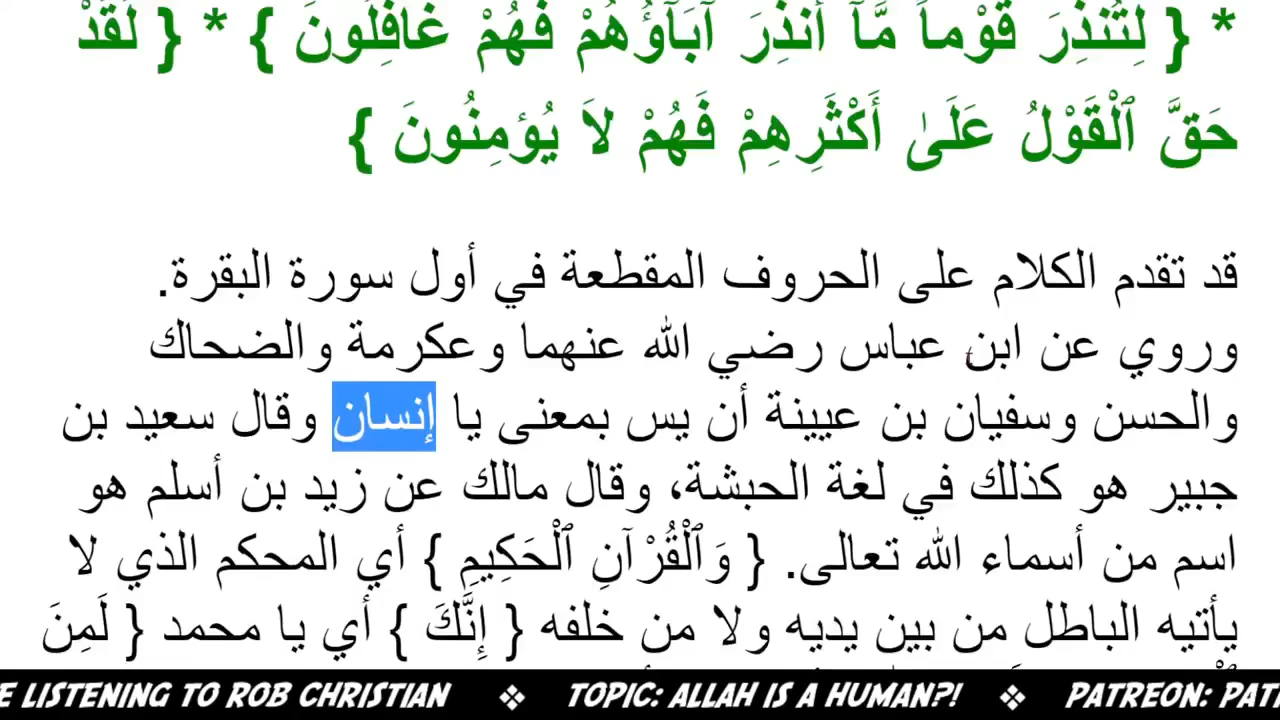 * { لِتُنذِرَ قَوْماً مَّآ أُنذِرَ آبَآؤُهُمْ فَهُمْ غَافِلُونَ } * { لَقَدْ
حَقَّ ٱلْقَوْلُ عَلَىٰ أَكْثَرِهِمْ فَهُمْ لاَ يُؤمِنُونَ }
قد تقدم الكلام على الحروف المقطعة في أول سورة البقرة.
وروي عن ابن عباس رضي الله عنهما وعكرمة والضحاك
والحسن وسفيان بن عيينة أن يس بمعنى يا إنسان وقال سعيد بن
جبير هو كذلك في لغة الحبشة، وقال مالك عن زيد بن أسلم هو
اسم من أسماء الله تعالى. { وَٱلْقُرْآنِ ٱلْحَكِيمِ } أي المحكم الذي لا
يأتيه الباطل من بين يديه ولا من خلفه { إِنَّكَ } أي يا محمد { لَمِنَ
E LISTENING TO ROB CHRISTIAN ❖ TOPIC: ALLAH IS A HUMAN?! ❖ PATREON: PAT